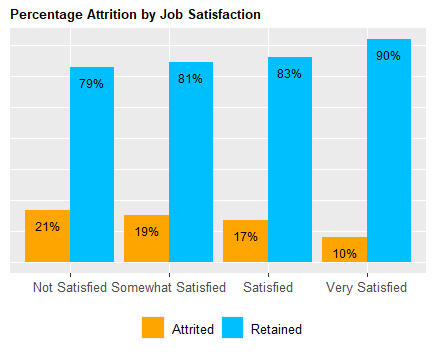 Percentage Attrition by Job Satisfaction
90%
83%
81%
79%
21%
19%
17%
10%
Not Satisfied Somewhat Satisfied Satisfied Very Satisfied
Attrited Retained